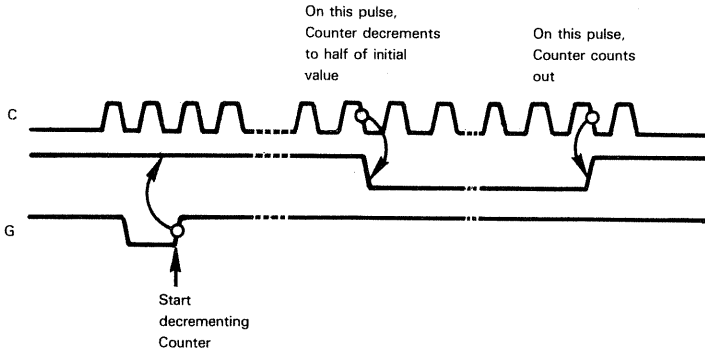 On this pulse,
Counter decrements
to half of initial
value
On this pulse,
Counter counts
out
C
G
Start
decrementing
Counter